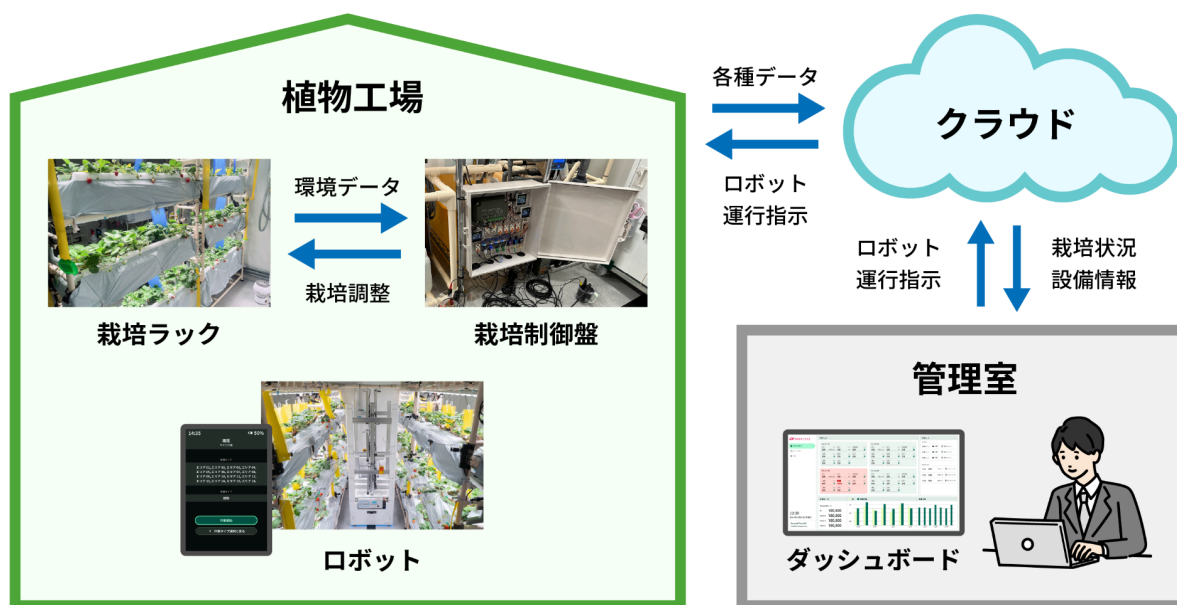 植物工場
環境データ
栽培調整
栽培ラック
栽培制御盤
14:35
50%
ロボット
各種データ
ロボット
運行指示
クラウド
ロボット
運行指示
栽培状況
設備情報
管理室
ダッシュボード